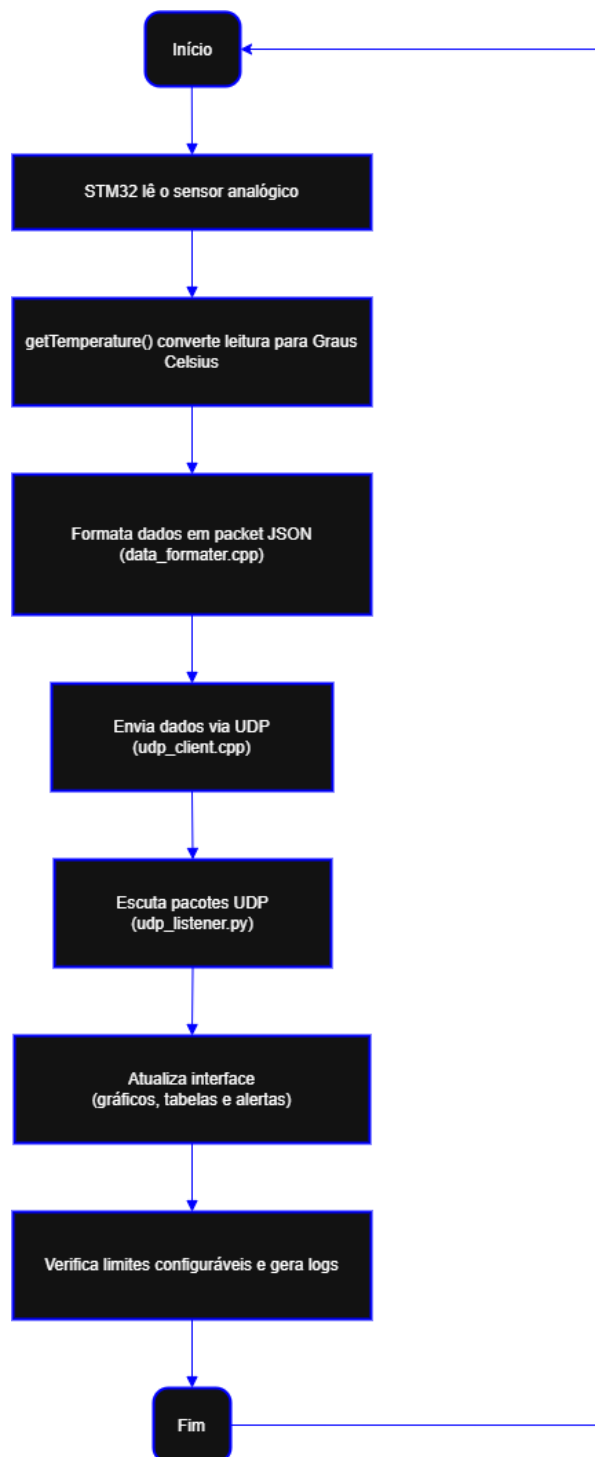 Início
STM32 lê o sensor analógico
getTemperature() converte leitura para Graus
Celsius
Formata dados em packet JSON
(data_formater.cpp)
Envia dados via UDP
(udp_client.cpp)
Escuta pacotes UDP
(udp_listener.py)
Atualiza interface
(gráficos, tabelas e alertas)
Verifica limites configuráveis e gera logs
Fim